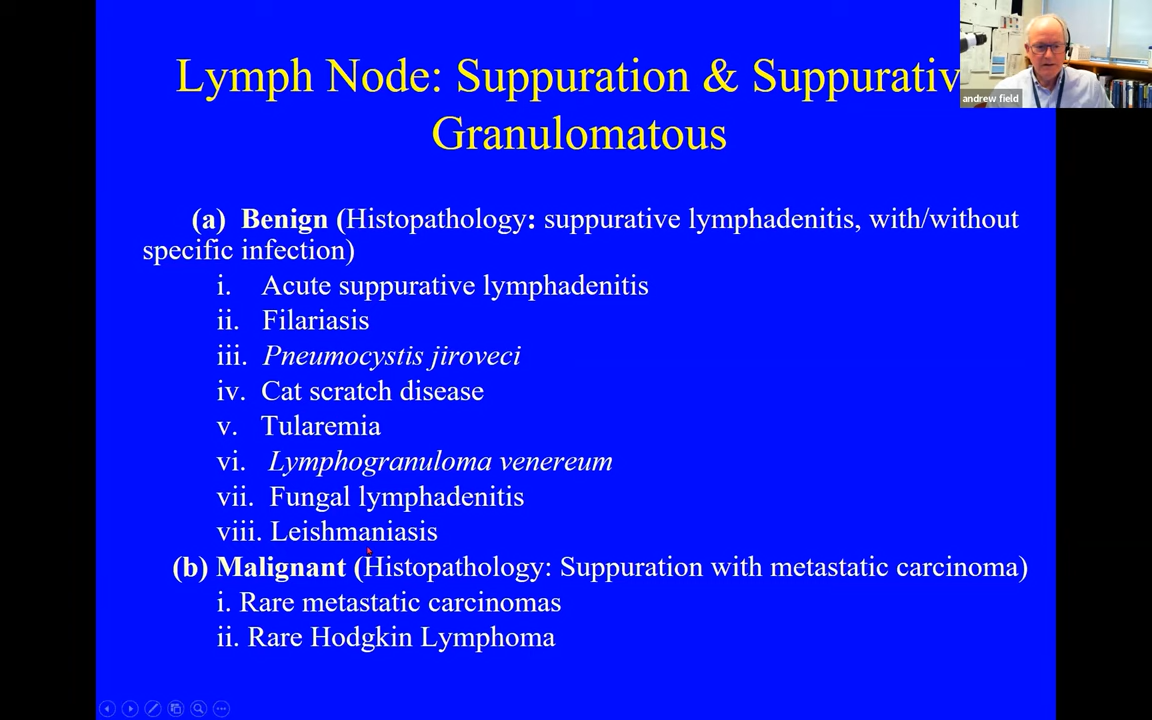 Lymph Node: Suppuration & Suppurativ
Granulomatous
andrew field
(a) Benign (Histopathology: suppurative lymphadenitis, with/without
specific infection)
i. Acute suppurative lymphadenitis
ii. Filariasis
iii. Pneumocystis jiroveci
iv. Cat scratch disease
v. Tularemia
vi. Lymphogranuloma venereum
vii. Fungal lymphadenitis
viii. Leishmaniasis
(b) Malignant (Histopathology: Suppuration with metastatic carcinoma)
i. Rare metastatic carcinomas
ii. Rare Hodgkin Lymphoma